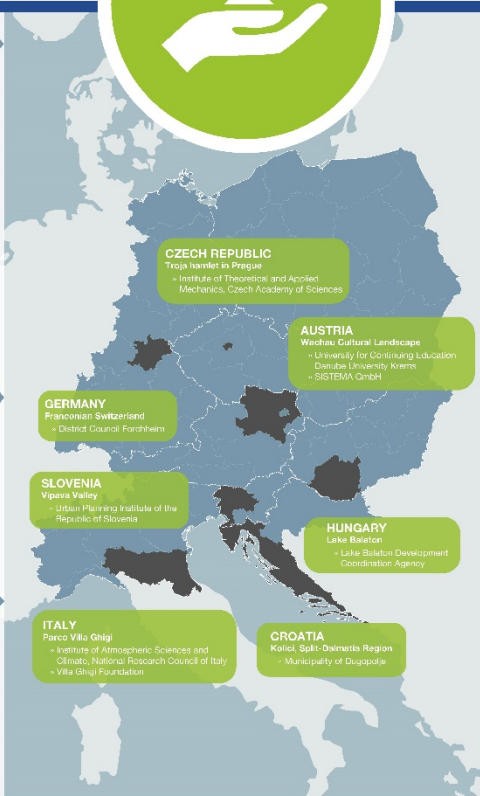 CZECH REPUBLIC
Troja hamlet in Prague
» Institute of Theoretical and Applied
Mechanics, Czech Academy of Sciences
AUSTRIA
Wachau Cultural Landscape
» University for Continuing Education
Danube University Krems
» SISTEMA GmbH
GERMANY
Franconian Switzerland
» District Council Forchheim
SLOVENIA
Vipava Valley
» Urban Planning Institute of the
Republic of Slovenia
HUNGARY
Lake Balaton
» Lake Balaton Development
Coordination Agency
ITALY
Parco Villa Ghigi
» Institute of Atmospheric Sciences and
Climate, National Research Council of Italy
» Villa Ghigi Foundation
CROATIA
Kotlici, Split-Dalmatia Region
» Municipality of Dugopolje